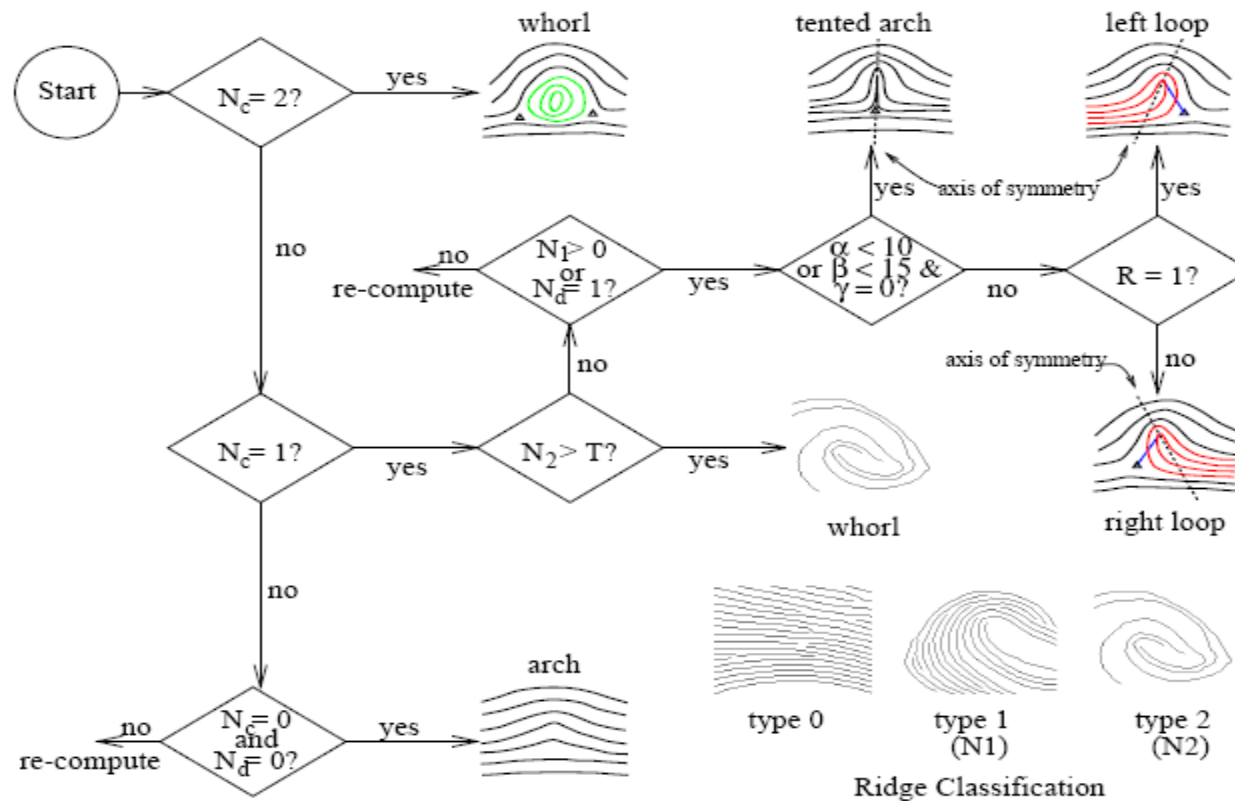 whorl
tented arch
left loop
Start
N_c = 2?
yes
yes
axis of symmetry
yes
no
no
re-compute
N_1 > 0
or
N_d = 1?
yes
α < 10
or β < 15 &
γ = 0?
no
R = 1?
no
axis of symmetry
no
N_c = 1?
yes
N_2 > T?
yes
whorl
right loop
no
arch
N_c = 0
and
N_d = 0?
no
re-compute
yes
type 0
type 1
(N1)
type 2
(N2)
Ridge Classification